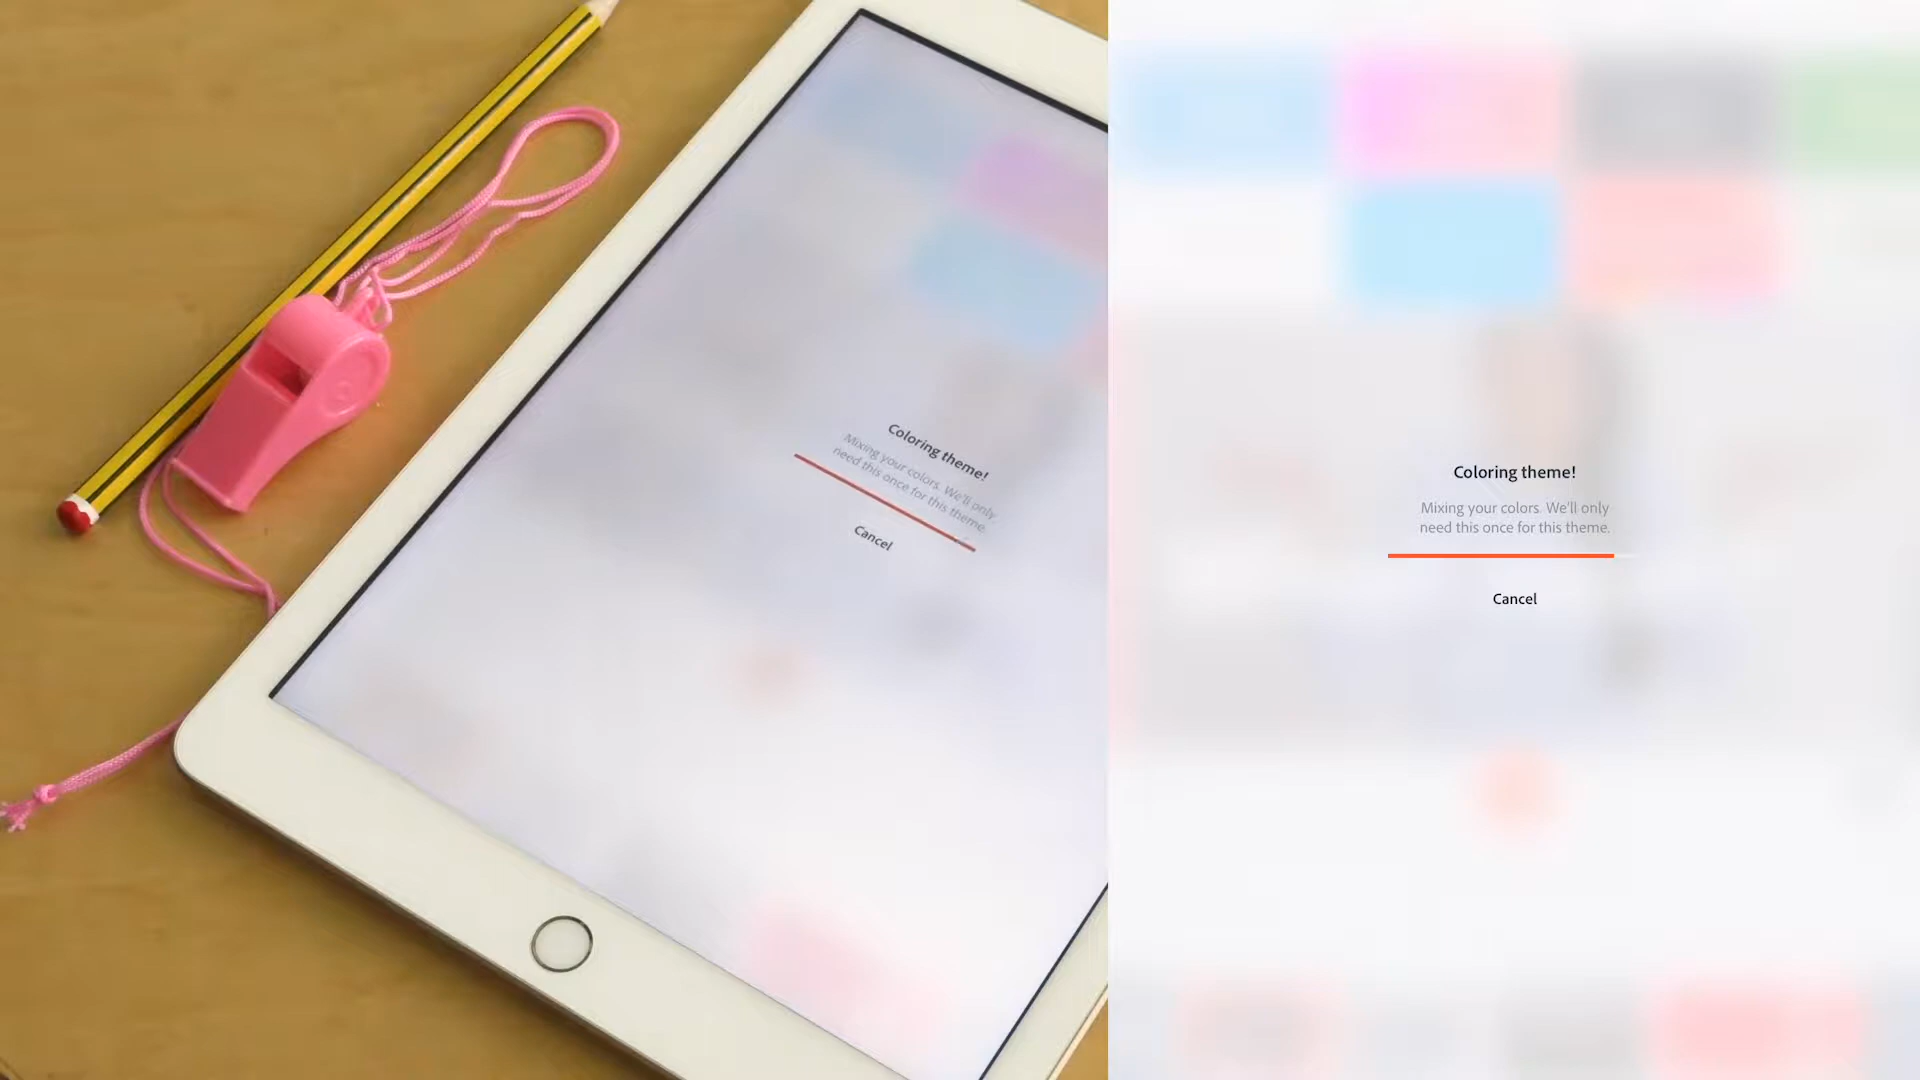 Coloring theme!
Mixing your colors. We'll only
need this once for this theme.
Cancel
Coloring theme!
Mixing your colors. We'll only
need this once for this theme.
Cancel